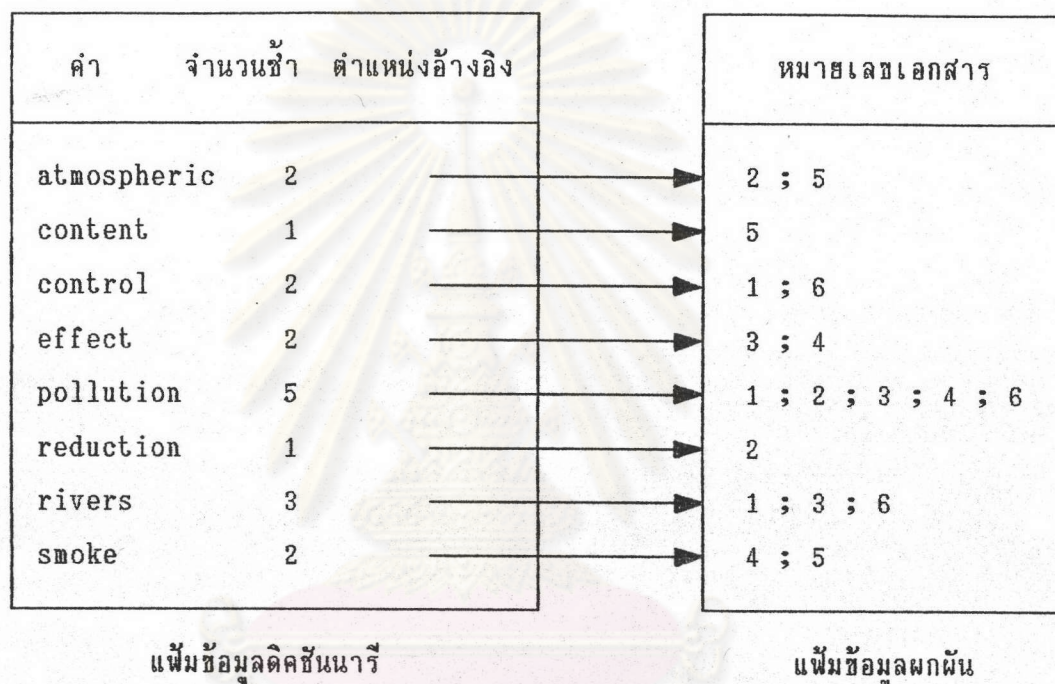 คำ จำนวนซ้ำ ตำแหน่งอ้างอิง หมายเลขเอกสาร
atmospheric 2 2 ; 5
content 1 5
control 2 1 ; 6
effect 2 3 ; 4
pollution 5 1 ; 2 ; 3 ; 4 ; 6
reduction 1 2
rivers 3 1 ; 3 ; 6
smoke 2 4 ; 5
แฟ้มข้อมูลดิคชันนารี แฟ้มข้อมูลผกผัน